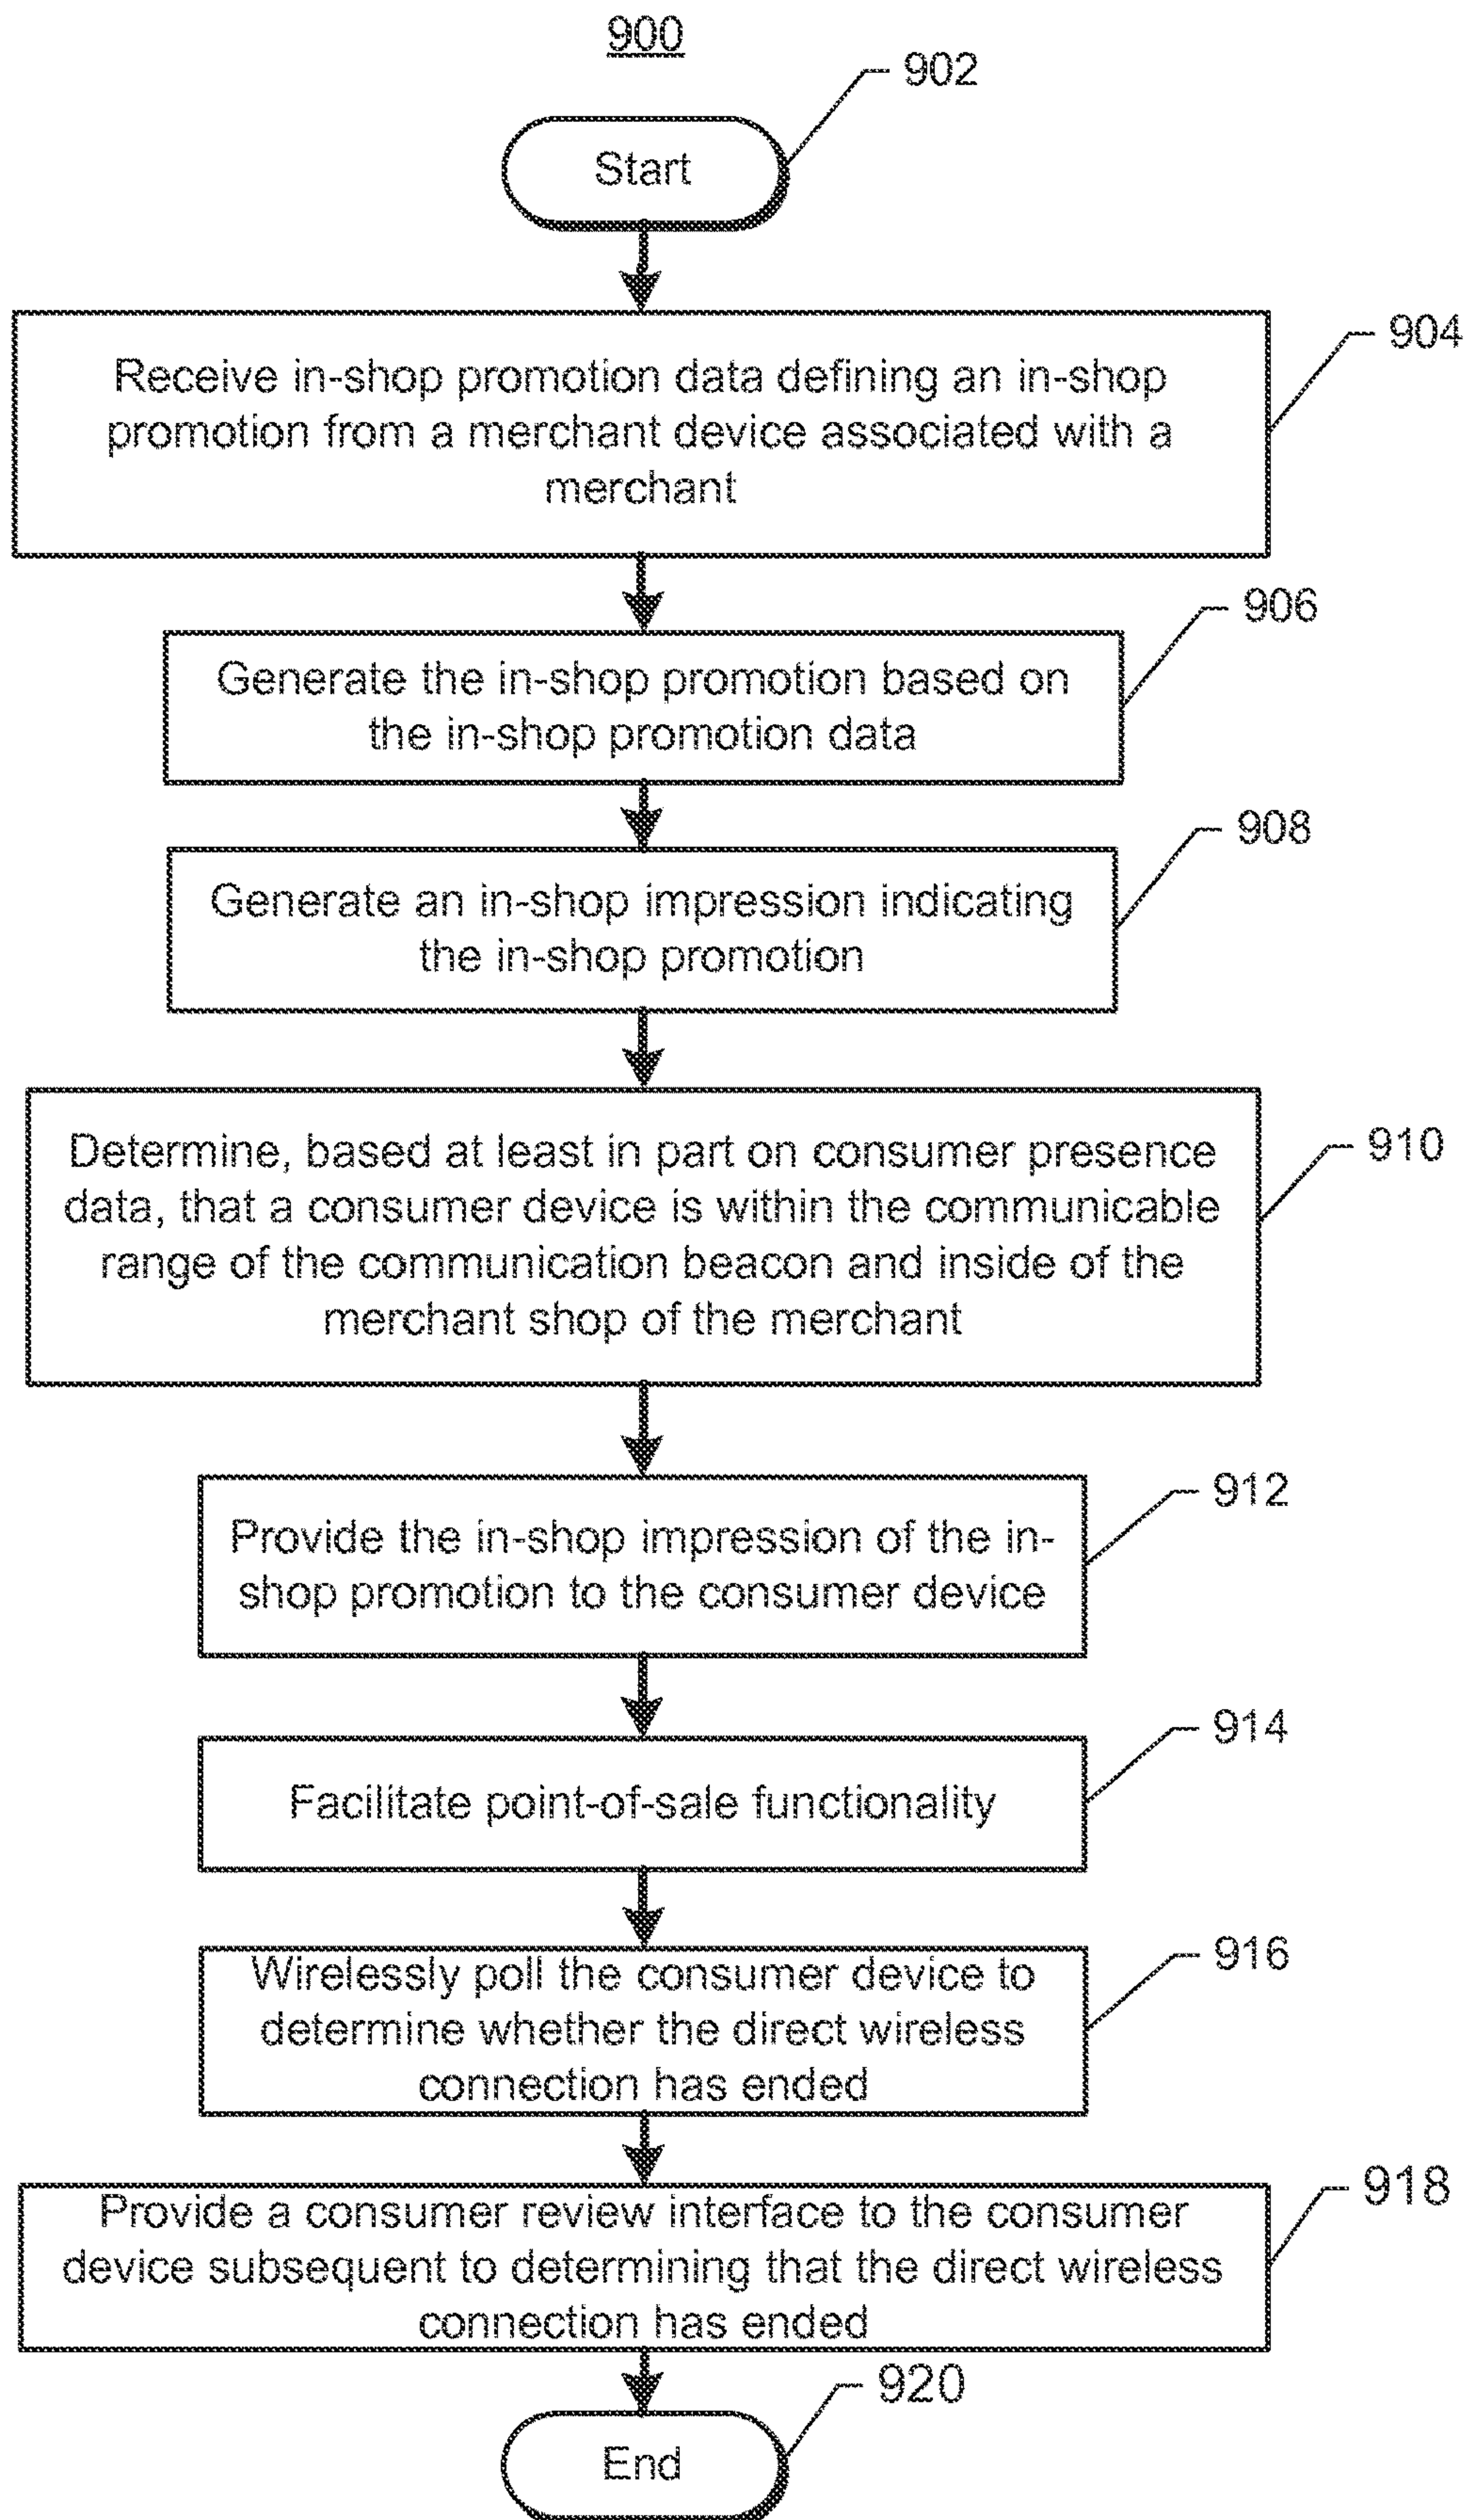 900
902
Start
904
Receive in-shop promotion data defining an in-shop
promotion from a merchant device associated with a
merchant
906
Generate the in-shop promotion based on
the in-shop promotion data
908
Generate an in-shop impression indicating
the in-shop promotion
910
Determine, based at least in part on consumer presence
data, that a consumer device is within the communicable
range of the communication beacon and inside of the
merchant shop of the merchant
912
Provide the in-shop impression of the in-
shop promotion to the consumer device
914
Facilitate point-of-sale functionality
916
Wirelessly poll the consumer device to
determine whether the direct wireless
connection has ended
918
Provide a consumer review interface to the consumer
device subsequent to determining that the direct wireless
connection has ended
920
End